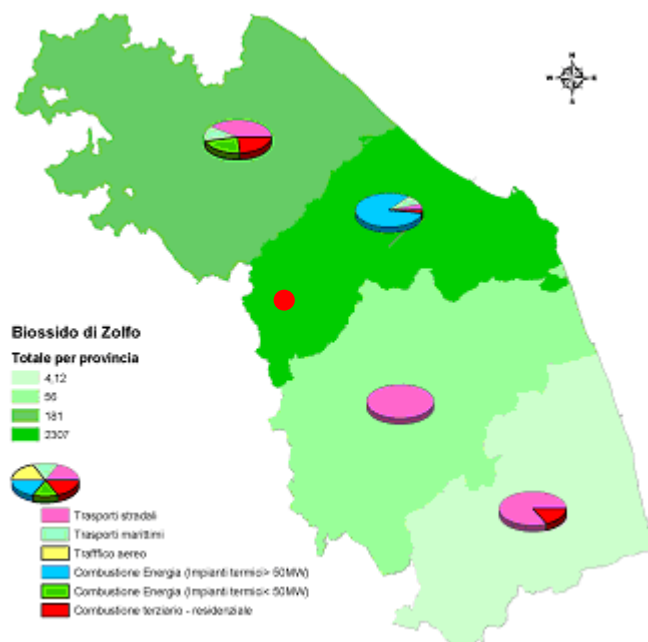 N
W E
S
Biossido di Zolfo
Totale per provincia
4,12
56
181
2307
Trasporti stradali
Trasporti marittimi
Trafffico aereo
Combustione Energia (Impianti termici> 50MW)
Combustione Energia (Impianti termici< 50MW)
Combustione terziario - residenziale